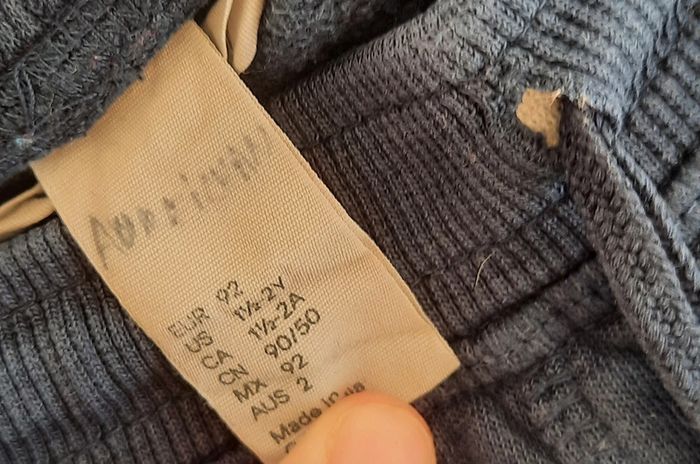 EUR 92
US 1½-2Y
CA 1½-2A
CN 90/50
MX 92
AUS 2
Made in